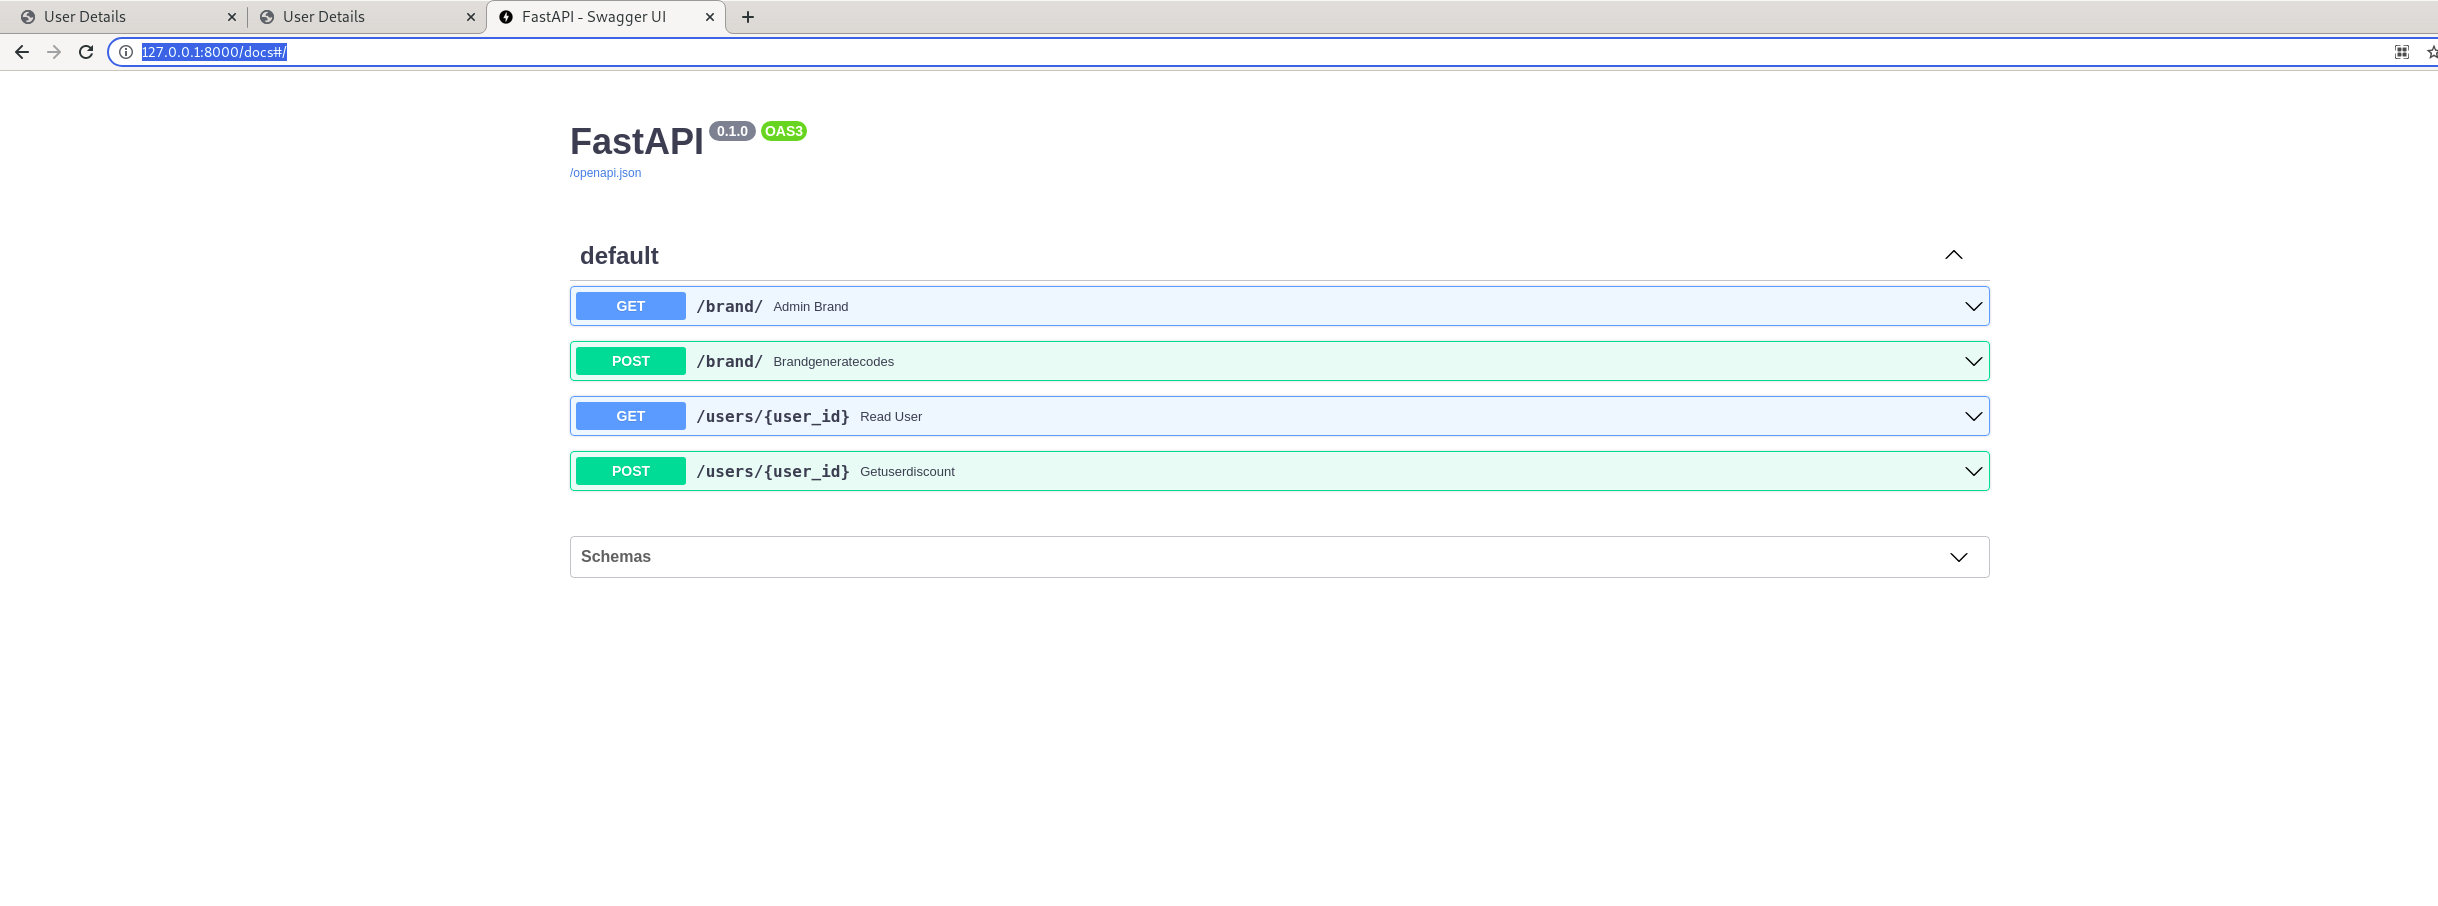 User Details
User Details
FastAPI - Swagger UI
127.0.0.1:8000/docs#/
FastAPI 0.1.0 OAS3
/openapi.json
default
GET /brand/ Admin Brand
POST /brand/ Brandgeneratecodes
GET /users/{user_id} Read User
POST /users/{user_id} Getuserdiscount
Schemas